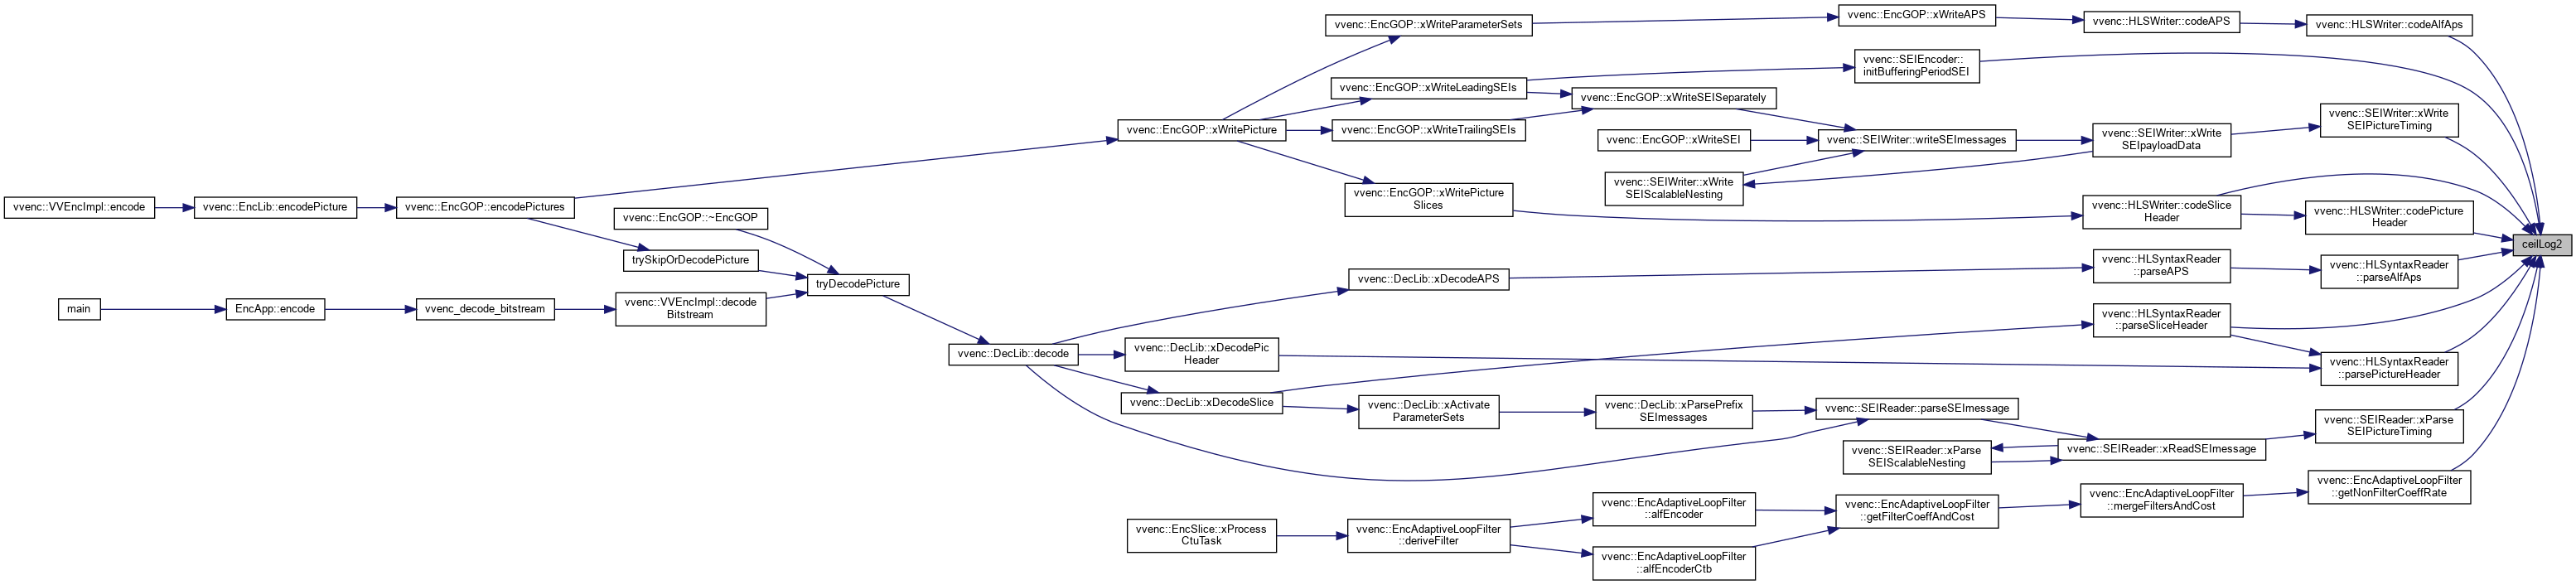 vvenc::EncGOP::xWriteParameterSets
vvenc::EncGOP::xWriteAPS
vvenc::HLSWriter::codeAPS
vvenc::HLSWriter::codeAlfAps
vvenc::SEIEncoder::
initBufferingPeriodSEI
vvenc::EncGOP::xWriteLeadingSEIs
vvenc::EncGOP::xWriteSEISeparately
vvenc::SEIWriter::xWrite
SEIPictureTiming
vvenc::EncGOP::xWritePicture
vvenc::EncGOP::xWriteTrailingSEIs
vvenc::EncGOP::xWriteSEI
vvenc::SEIWriter::writeSEImessages
vvenc::SEIWriter::xWrite
SEIpayloadData
vvenc::SEIWriter::xWrite
SEIScalableNesting
vvenc::EncGOP::xWritePicture
Slices
vvenc::VVEncImpl::encode
vvenc::EncLib::encodePicture
vvenc::EncGOP::encodePictures
vvenc::EncGOP::~EncGOP
vvenc::HLSWriter::codeSlice
Header
vvenc::HLSWriter::codePicture
Header
ceilLog2
trySkipOrDecodePicture
tryDecodePicture
vvenc::DecLib::xDecodeAPS
vvenc::HLSyntaxReader
::parseAPS
vvenc::HLSyntaxReader
::parseAlfAps
main
EncApp::encode
vvenc_decode_bitstream
vvenc::VVEncImpl::decode
Bitstream
vvenc::HLSyntaxReader
::parseSliceHeader
vvenc::DecLib::decode
vvenc::DecLib::xDecodePic
Header
vvenc::HLSyntaxReader
::parsePictureHeader
vvenc::DecLib::xDecodeSlice
vvenc::DecLib::xActivate
ParameterSets
vvenc::DecLib::xParsePrefix
SEImessages
vvenc::SEIReader::parseSEImessage
vvenc::SEIReader::xParse
SEIPictureTiming
vvenc::SEIReader::xParse
SEIScalableNesting
vvenc::SEIReader::xReadSEImessage
vvenc::EncAdaptiveLoopFilter
::getNonFilterCoeffRate
vvenc::EncSlice::xProcess
CtuTask
vvenc::EncAdaptiveLoopFilter
::deriveFilter
vvenc::EncAdaptiveLoopFilter
::alfEncoder
vvenc::EncAdaptiveLoopFilter
::getFilterCoeffAndCost
vvenc::EncAdaptiveLoopFilter
::mergeFiltersAndCost
vvenc::EncAdaptiveLoopFilter
::alfEncoderCtb